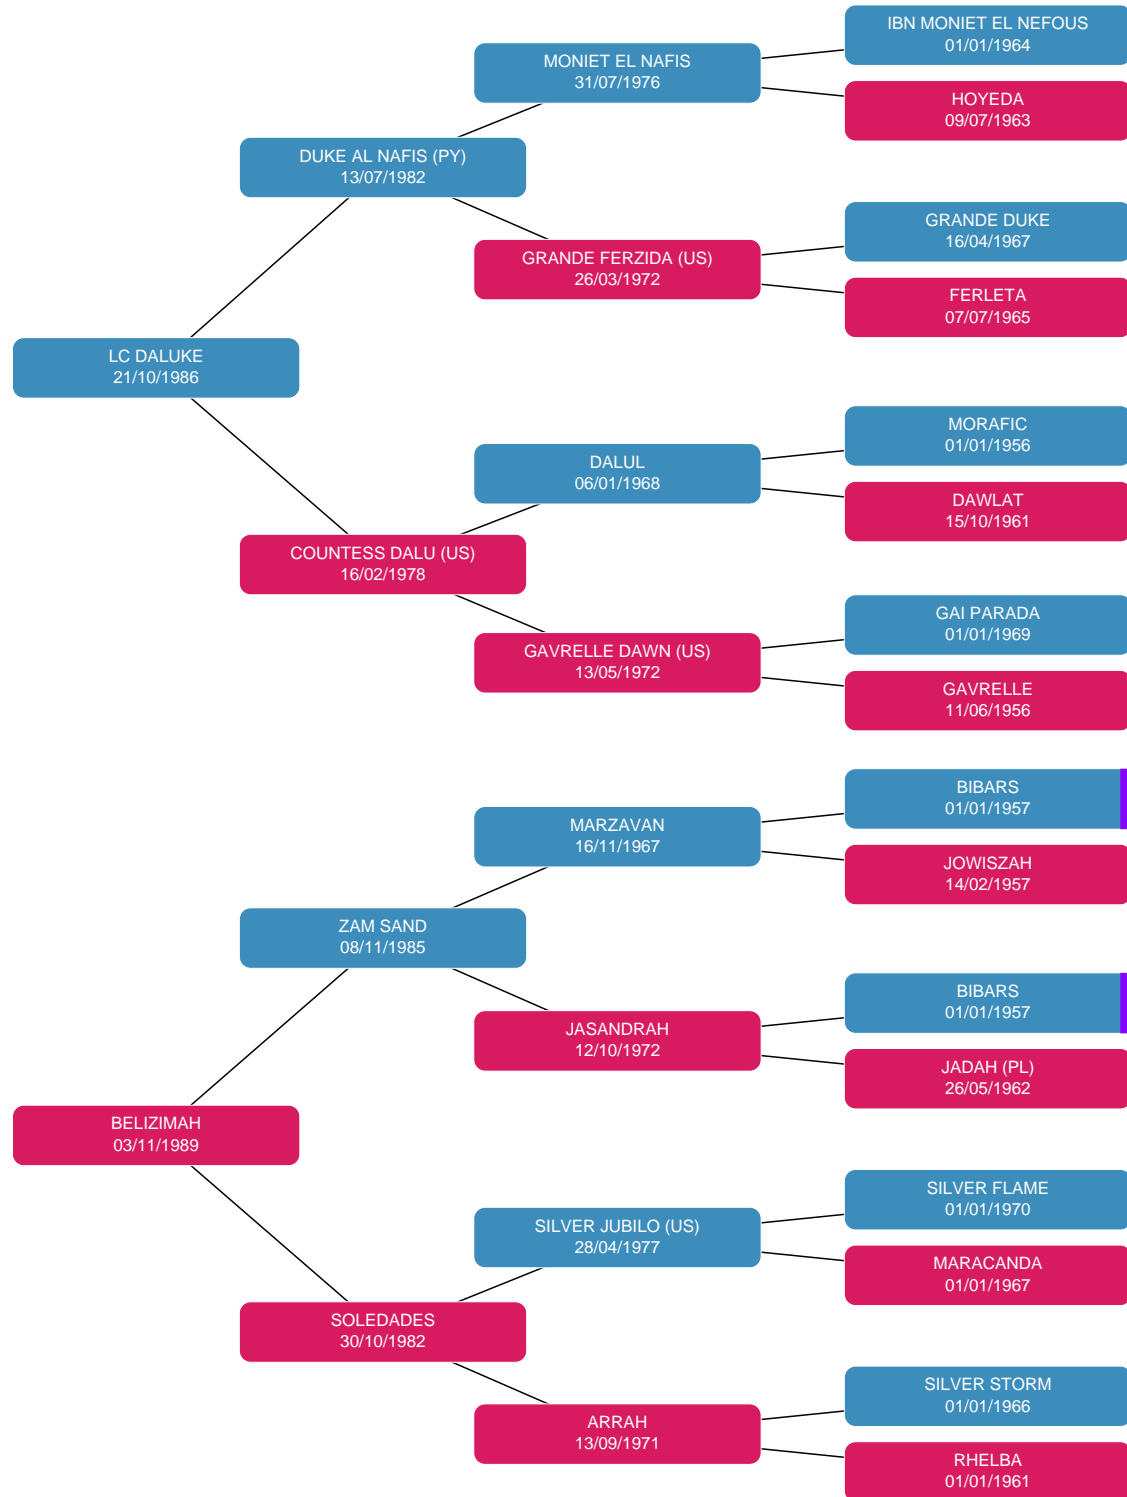 IBN MONIET EL NEFOUS
01/01/1964
MONIET EL NAFIS
31/07/1976
HOYEDA
09/07/1963
DUKE AL NAFIS (PY)
13/07/1982
GRANDE DUKE
16/04/1967
GRANDE FERZIDA (US)
26/03/1972
FERLETA
07/07/1965
LC DALUKE
21/10/1986
MORAFIC
01/01/1956
DALUL
06/01/1968
DAWLAT
15/10/1961
COUNTESS DALU (US)
16/02/1978
GAI PARADA
01/01/1969
GAVRELLE DAWN (US)
13/05/1972
GAVRELLE
11/06/1956
BIBARS
01/01/1957
MARZAVAN
16/11/1967
JOWISZAH
14/02/1957
ZAM SAND
08/11/1985
BIBARS
01/01/1957
JASANDRAH
12/10/1972
JADAH (PL)
26/05/1962
BELIZIMAH
03/11/1989
SILVER FLAME
01/01/1970
SILVER JUBILO (US)
28/04/1977
MARACANDA
01/01/1967
SOLEDADES
30/10/1982
SILVER STORM
01/01/1966
ARRAH
13/09/1971
RHELBA
01/01/1961